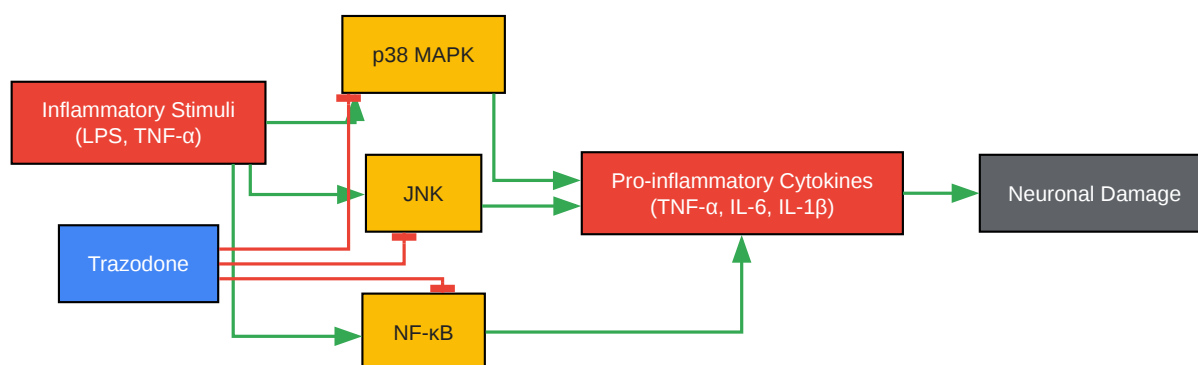 p38 MAPK
Inflammatory Stimuli
(LPS, TNF-α)
JNK
Pro-inflammatory Cytokines
(TNF-α, IL-6, IL-1β)
Neuronal Damage
Trazodone
NF-κB